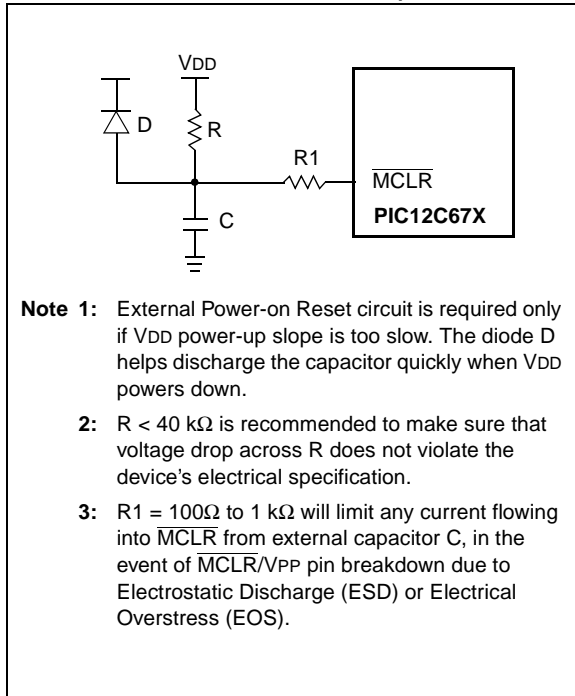 VDD
D
R
R1
MCLR
PIC12C67X
C
Note 1: External Power-on Reset circuit is required only
if VDD power-up slope is too slow. The diode D
helps discharge the capacitor quickly when VDD
powers down.
2: R < 40 kΩ is recommended to make sure that
voltage drop across R does not violate the
device's electrical specification.
3: R1 = 100Ω to 1 kΩ will limit any current flowing
into MCLR from external capacitor C, in the
event of MCLR/VPP pin breakdown due to
Electrostatic Discharge (ESD) or Electrical
Overstress (EOS).